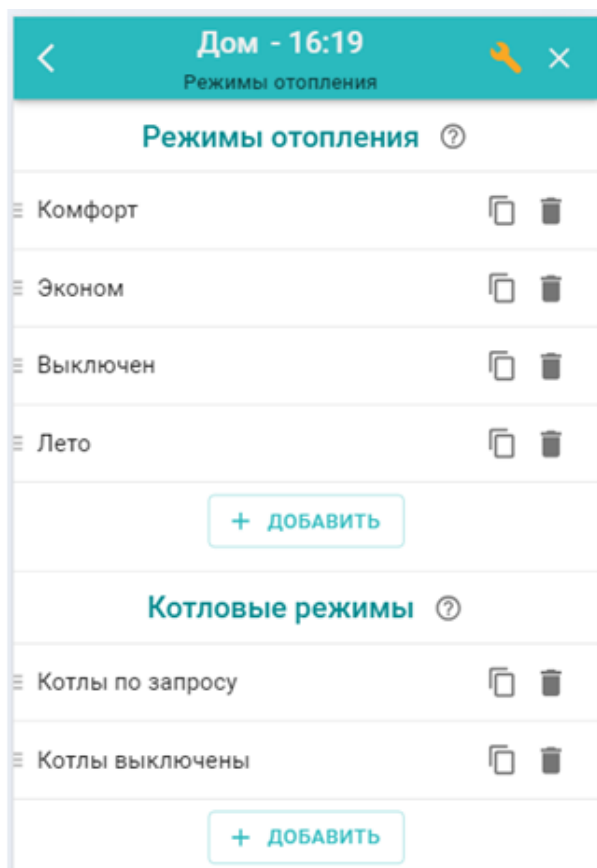 Дом - 16:19
Режимы отопления
Режимы отопления
Комфорт
Эконом
Выключен
Лето
+ ДОБАВИТЬ
Котловые режимы
Котлы по запросу
Котлы выключены
+ ДОБАВИТЬ